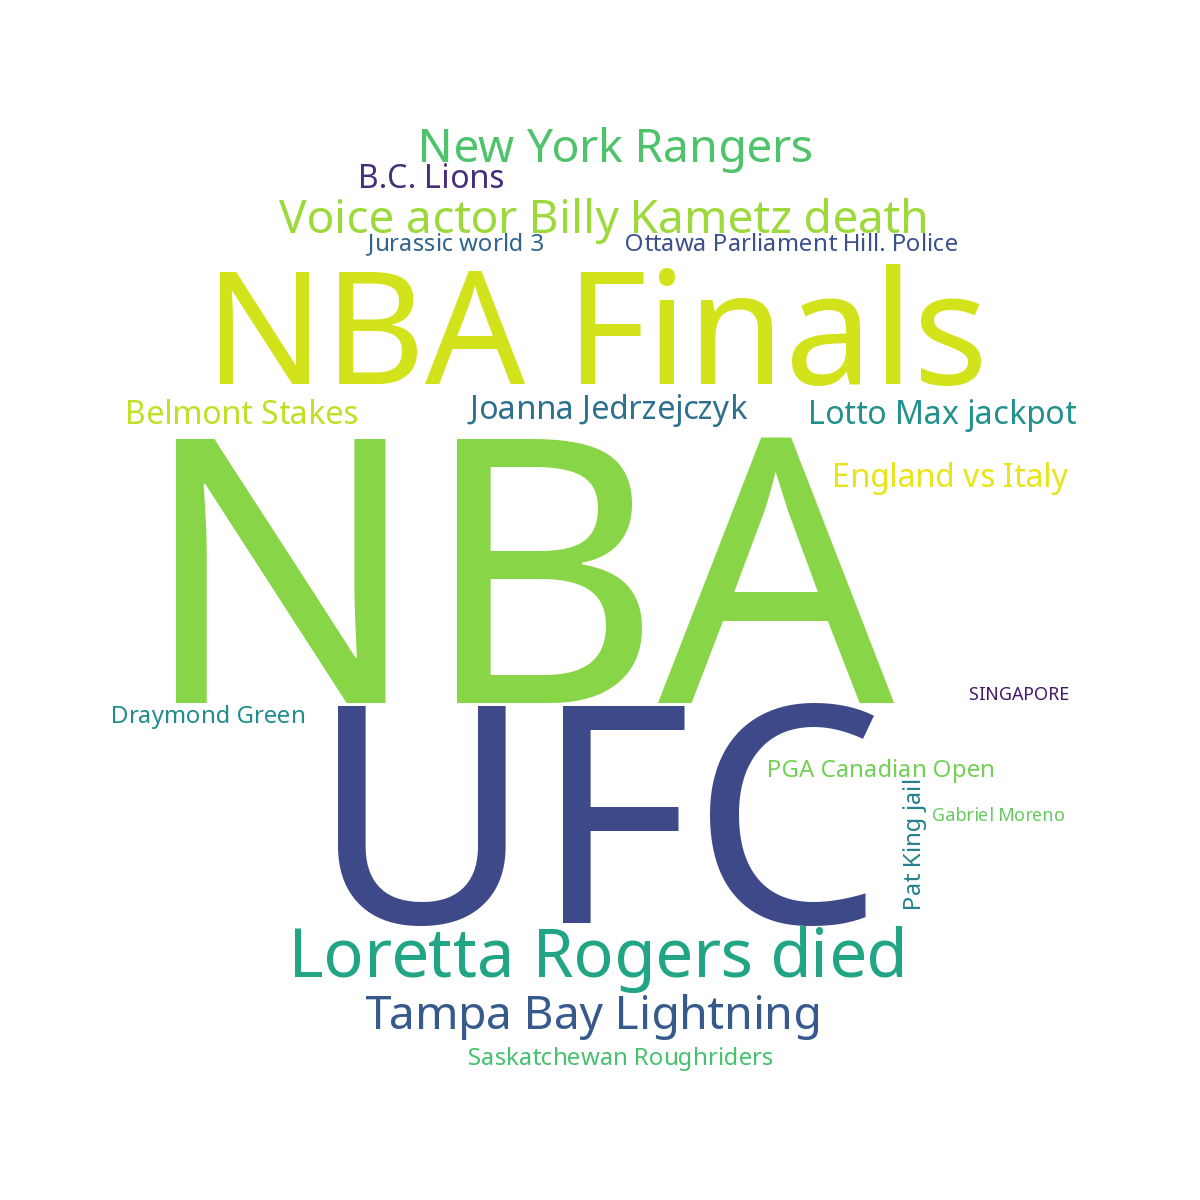 New York Rangers
B.C. Lions
Voice actor Billy Kametz death
Jurassic world 3
Ottawa Parliament Hill. Police
NBA Finals
Belmont Stakes
Joanna Jedrzejczyk
Lotto Max jackpot
England vs Italy
NBA
SINGAPORE
Draymond Green
UFC
PGA Canadian Open
Pat King jail
Gabriel Moreno
Loretta Rogers died
Tampa Bay Lightning
Saskatchewan Roughriders